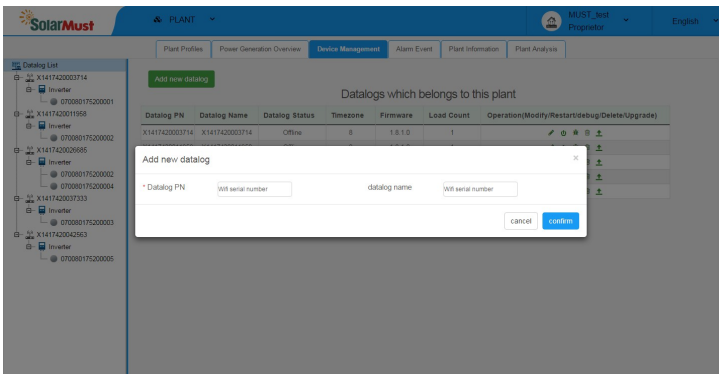 SolarMust
PLANT
MUST_test
Proprietor
English
Plant Profiles
Power Generation Overview
Device Management
Alarm Event
Plant Information
Plant Analysis
Datalog List
X1417420003714
Inverter
070080175200001
X1417420011958
Inverter
070080175200002
X1417420026685
Inverter
070080175200002
070080175200004
X1417420037333
Inverter
070080175200003
X1417420042563
Inverter
070080175200005
Add new datalog
Datalogs which belongs to this plant
Datalog PN Datalog Name Datalog Status Timezone Firmware Load Count Operation(Modify/Restart/debug/Delete/Upgrade)
X1417420003714 X1417420003714 Offline 8 1.6.1.0 1
Add new datalog ×
* Datalog PN Wifi serial number datalog name Wifi serial number
cancel confirm